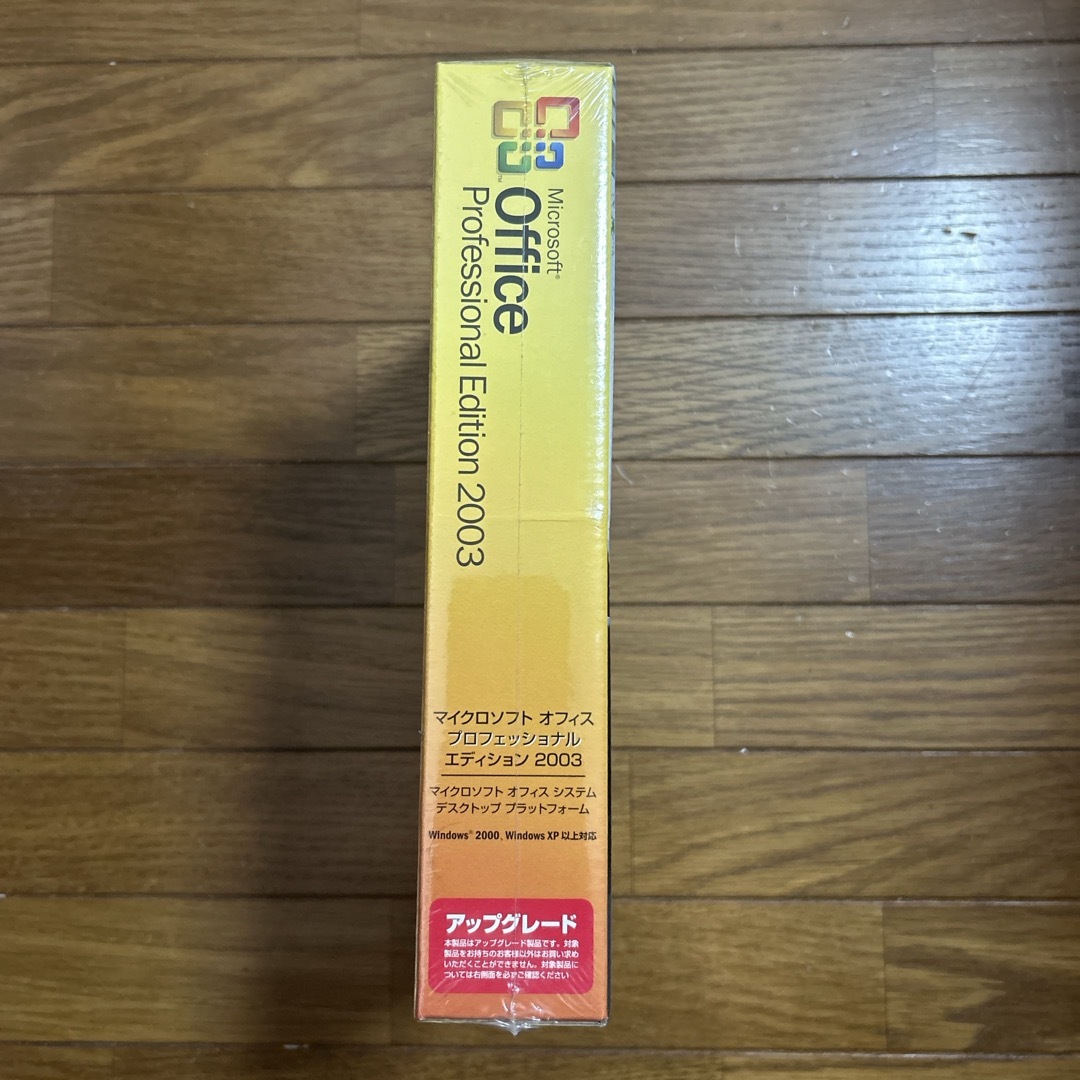 Microsoft®
Office
Professional Edition 2003
マイクロソフト オフィス
プロフェッショナル
エディション 2003
マイクロソフト オフィス システム
デスクトップ プラットフォーム
Windows® 2000、Windows XP 以上対応
アップグレード
本製品はアップグレード製品です。対象
製品をお持ちのお客様以外はお買い求め
いただくことができません。対象製品に
ついては右側面を必ずご確認ください